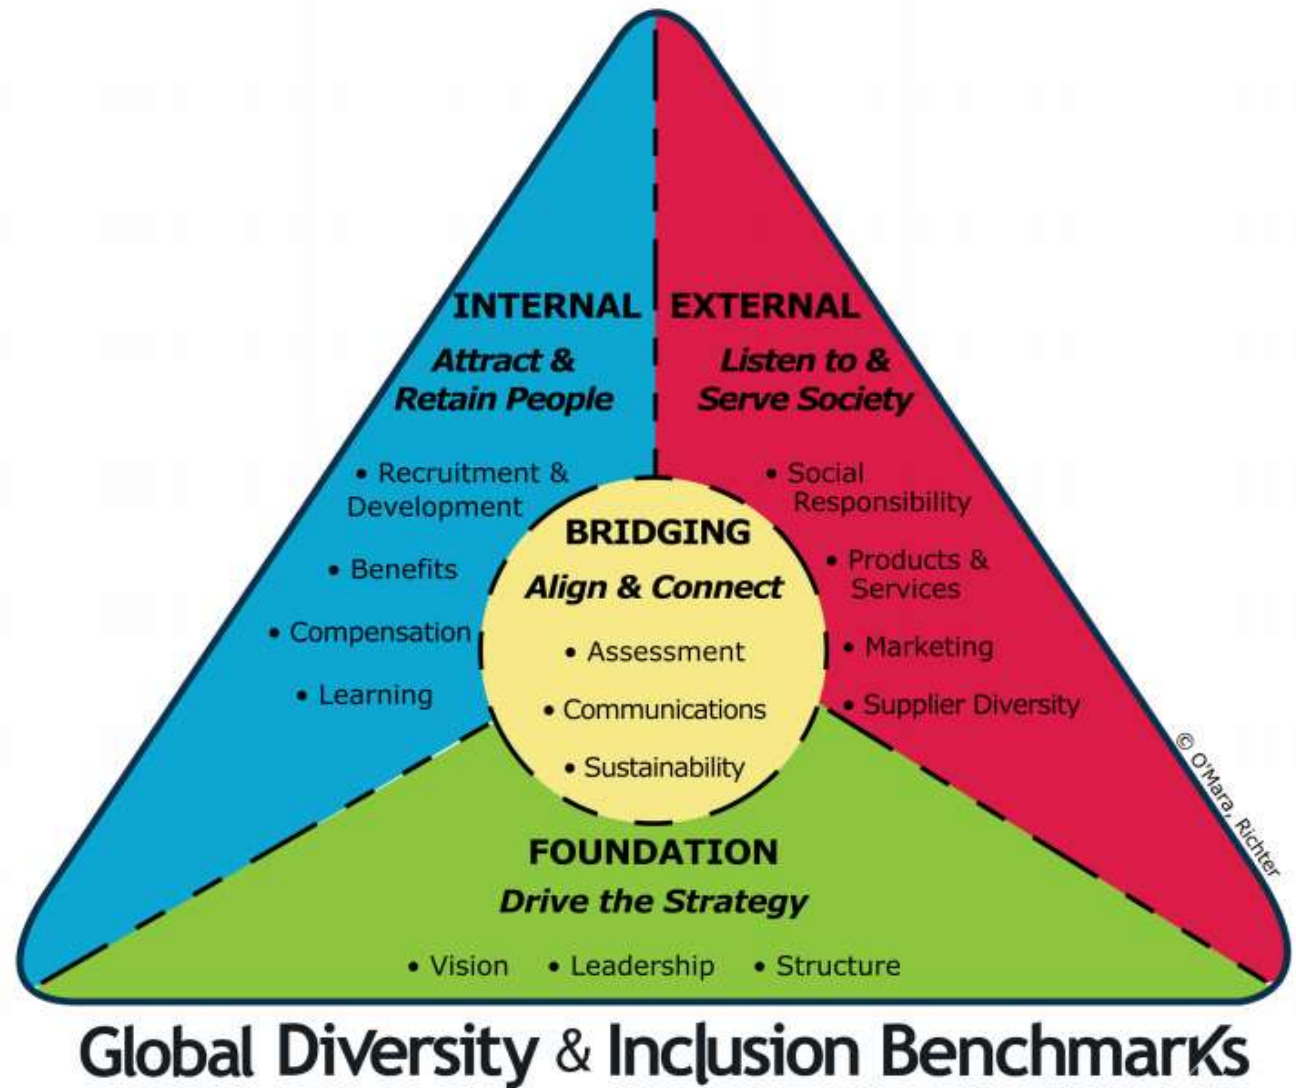 INTERNAL
Attract &
Retain People
• Recruitment &
Development
• Benefits
• Compensation
• Learning
EXTERNAL
Listen to &
Serve Society
• Social
Responsibility
• Products &
Services
• Marketing
• Supplier Diversity
BRIDGING
Align & Connect
• Assessment
• Communications
• Sustainability
FOUNDATION
Drive the Strategy
• Vision • Leadership • Structure
© O'Mara, Richter
Global Diversity & Inclusion Benchmarks